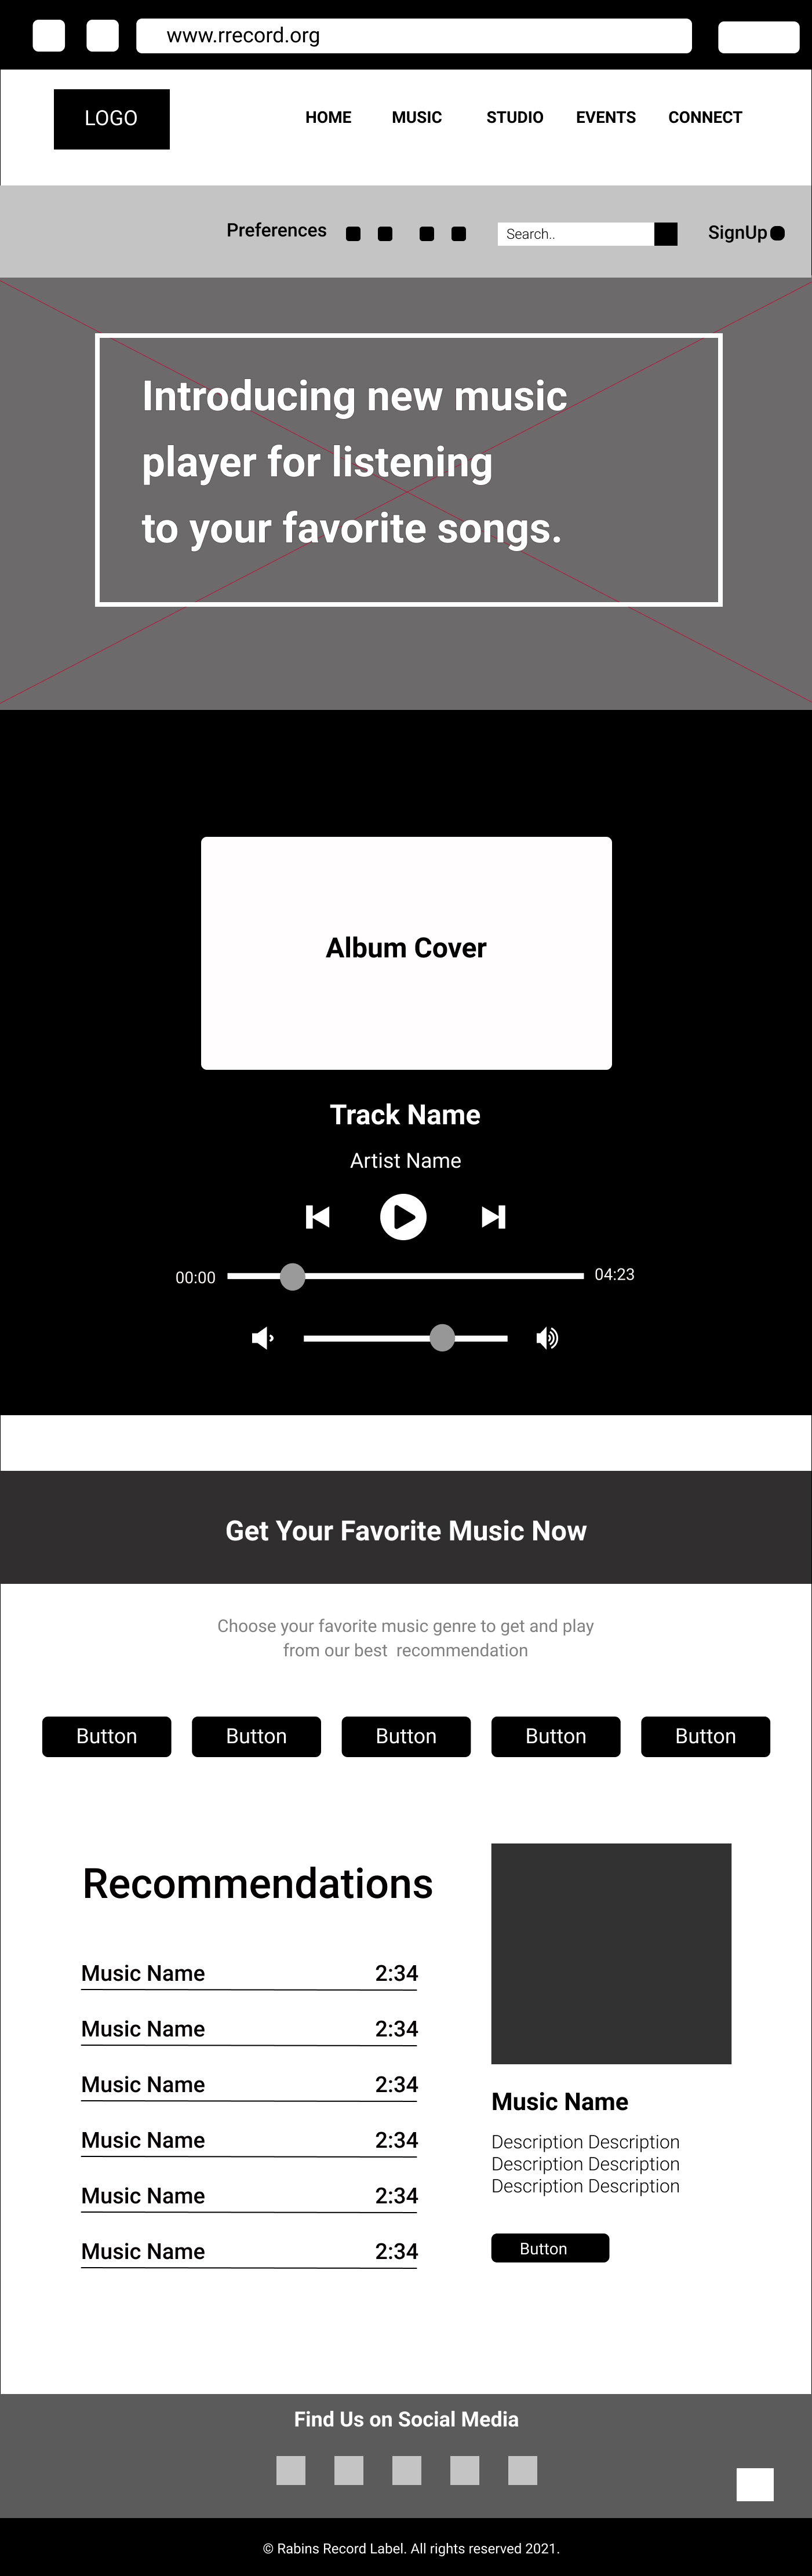 www.rrecord.org
LOGO
HOME MUSIC STUDIO EVENTS CONNECT
Preferences Search.. SignUp
Introducing new music
player for listening
to your favorite songs.
Album Cover
Track Name
Artist Name
00:00 04:23
Get Your Favorite Music Now
Choose your favorite music genre to get and play
from our best recommendation
Button Button Button Button Button
Recommendations
Music Name 2:34
Music Name 2:34
Music Name 2:34
Music Name 2:34
Music Name 2:34
Music Name 2:34
Music Name
Description Description
Description Description
Description Description
Button
Find Us on Social Media
© Rabins Record Label. All rights reserved 2021.